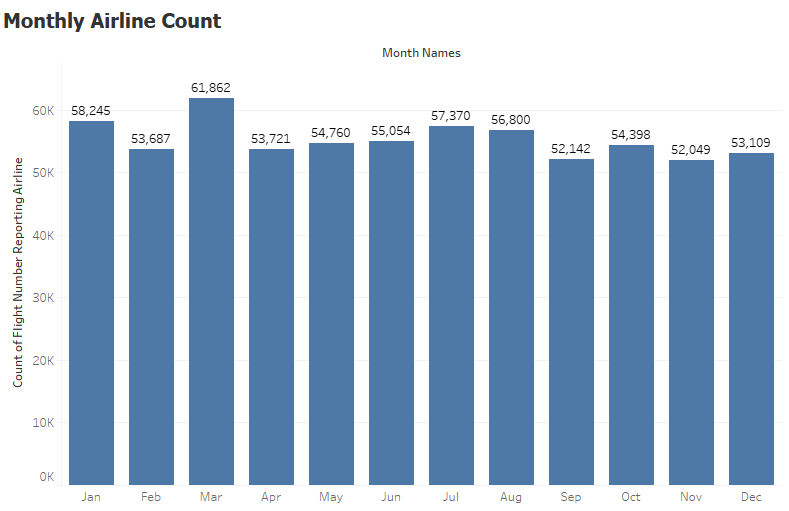 Monthly Airline Count
Month Names
Count of Flight Number Reporting Airline
60K
50K
40K
30K
20K
10K
0K
58,245
53,687
61,862
53,721
54,760
55,054
57,370
56,800
52,142
54,398
52,049
53,109
Jan Feb Mar Apr May Jun Jul Aug Sep Oct Nov Dec